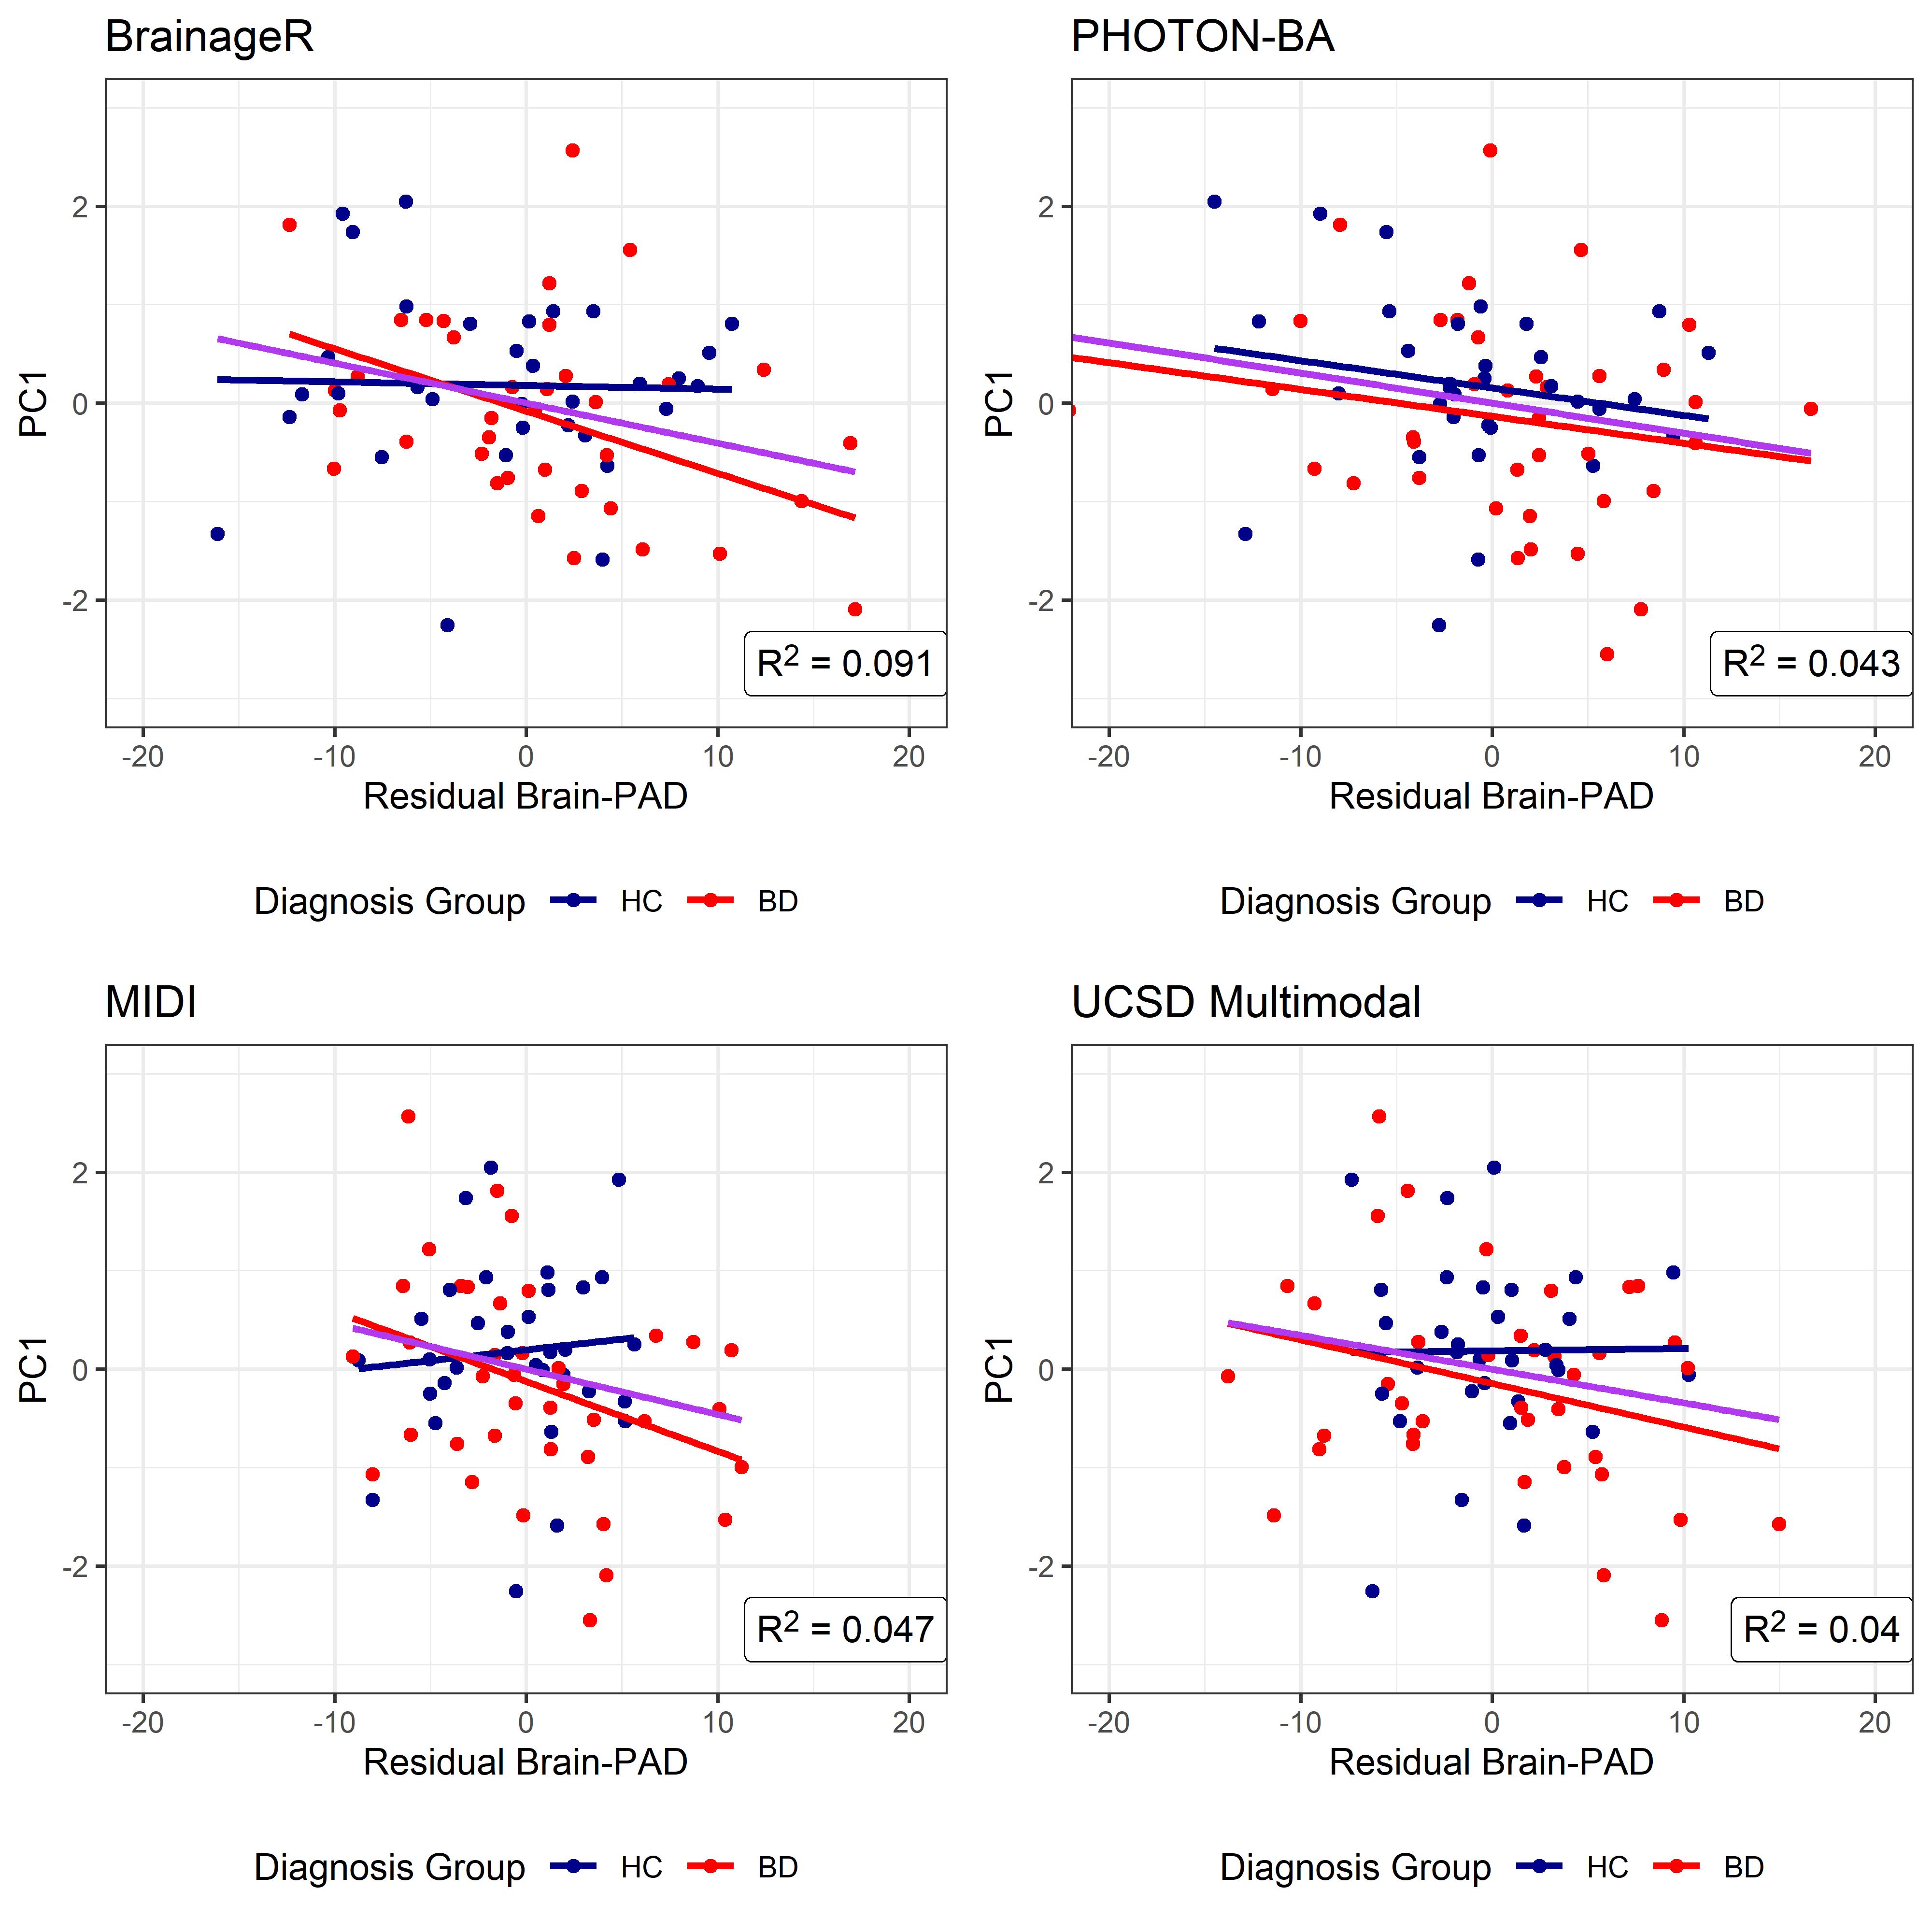 BrainageR
PC1
2
0
-2
R2 = 0.091
-20 -10 0 10 20
Residual Brain-PAD
Diagnosis Group HC BD
PHOTON-BA
PC1
2
0
-2
R2 = 0.043
-20 -10 0 10 20
Residual Brain-PAD
Diagnosis Group HC BD
MIDI
PC1
2
0
-2
R2 = 0.047
-20 -10 0 10 20
Residual Brain-PAD
Diagnosis Group HC BD
UCSD Multimodal
PC1
2
0
-2
R2 = 0.04
-20 -10 0 10 20
Residual Brain-PAD
Diagnosis Group HC BD